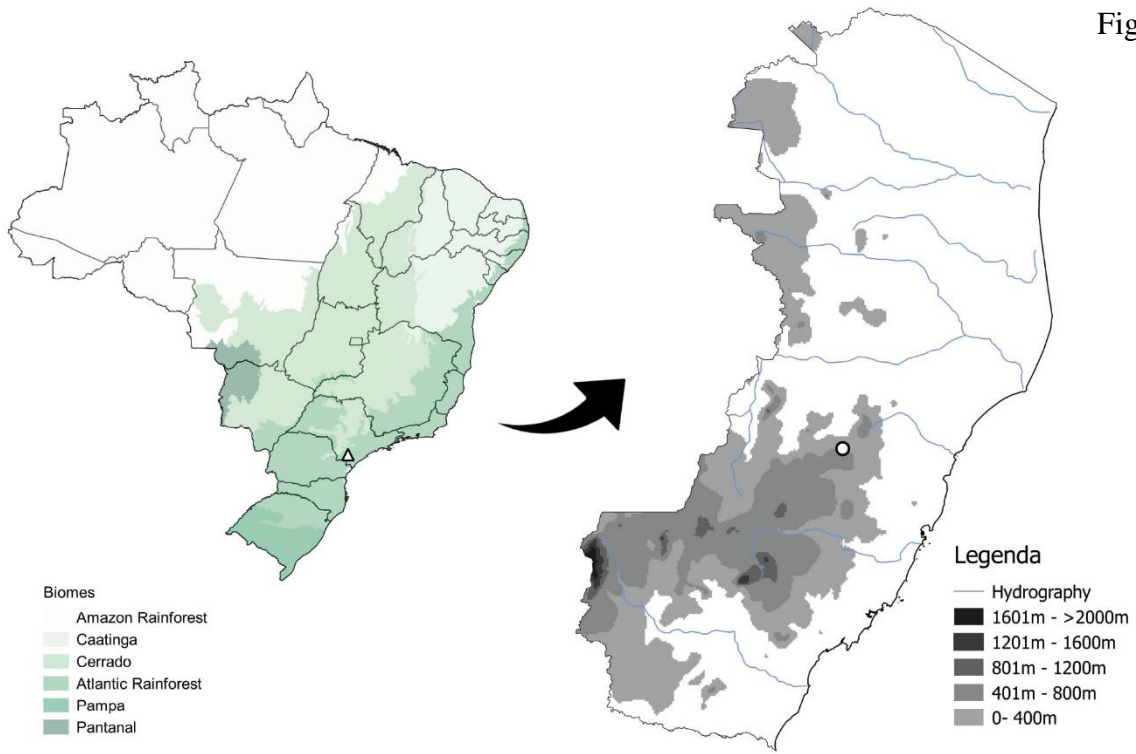 Fig
Biomes
Amazon Rainforest
Caatinga
Cerrado
Atlantic Rainforest
Pampa
Pantanal
Legenda
Hydrography
1601m - >2000m
1201m - 1600m
801m - 1200m
401m - 800m
0- 400m